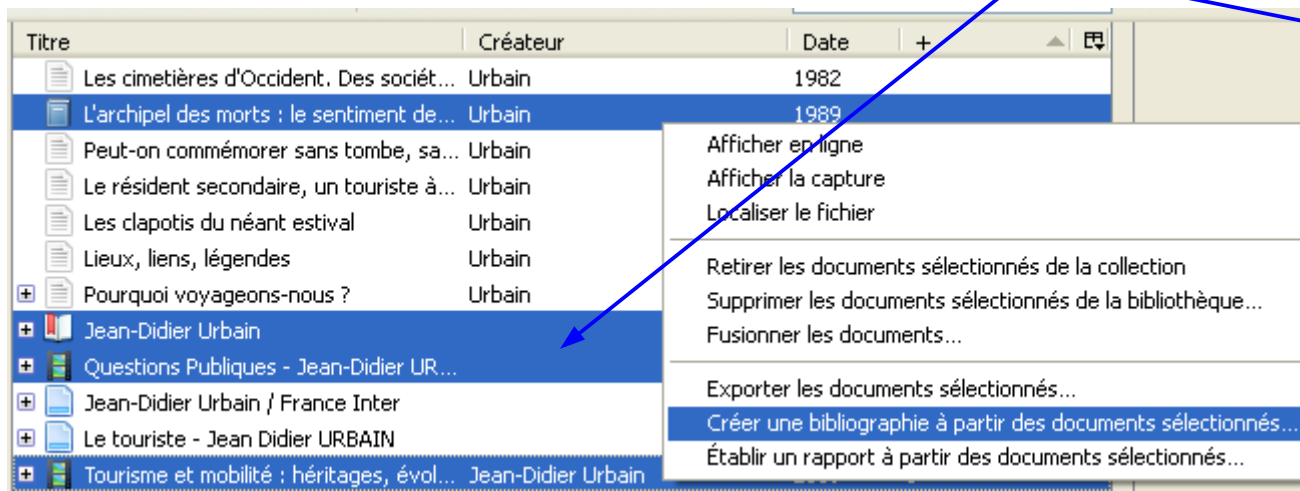 Titre Créateur Date +
Les cimetières d'Occident. Des sociét... Urbain 1982
L'archipel des morts : le sentiment de... Urbain 1989
Peut-on commémorer sans tombe, sa... Urbain
Le résident secondaire, un touriste à... Urbain
Les clapotis du néant estival Urbain
Lieux, liens, légendes Urbain
Pourquoi voyageons-nous ? Urbain
Jean-Didier Urbain
Questions Publiques - Jean-Didier UR...
Jean-Didier Urbain / France Inter
Le touriste - Jean Didier URBAIN
Tourisme et mobilité : héritages, évol... Jean-Didier Urbain
Afficher en ligne
Afficher la capture
Localiser le fichier
Retirer les documents sélectionnés de la collection
Supprimer les documents sélectionnés de la bibliothèque...
Fusionner les documents...
Exporter les documents sélectionnés...
Créer une bibliographie à partir des documents sélectionnés...
Établir un rapport à partir des documents sélectionnés...